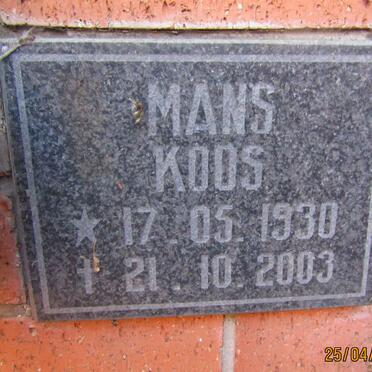 MANS
KOOS
★ 17.05.1930
† 21.10.2003
25/04/